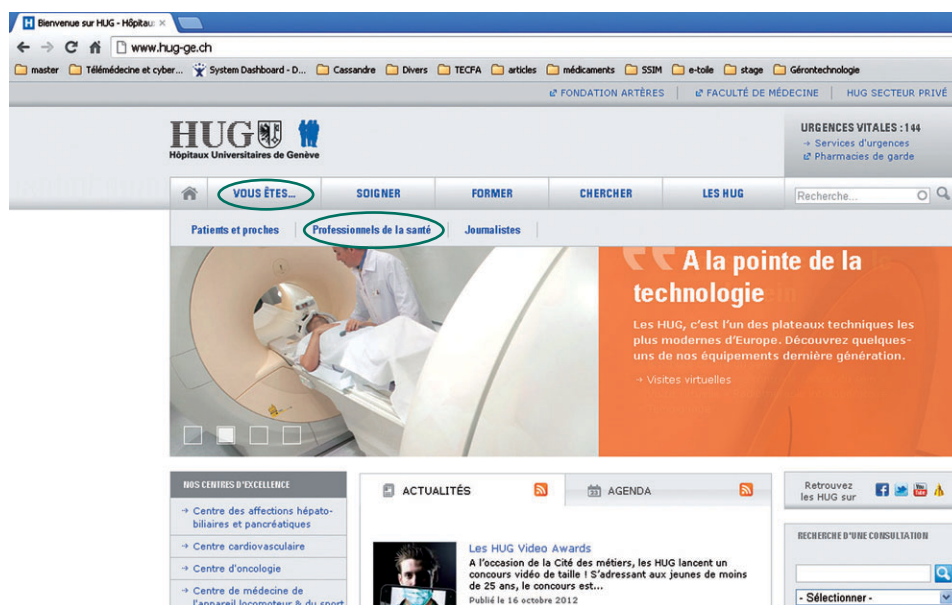 Bienvenue sur HUG - Hôpitau
www.hug-ge.ch
master Télémédecine et cyber... System Dashboard - D... Cassandre Divers TECFA articles médicaments SSIM e-toile stage Gérontechnologie
FONDATION ARTÈRES FACULTÉ DE MÉDECINE HUG SECTEUR PRIVÉ
HUG
Hôpitaux Universitaires de Genève
URGENCES VITALES : 144
Services d'urgences
Pharmacies de garde
VOUS ÊTES... SOIGNER FORMER CHERCHER LES HUG Recherche...
Patients et proches Professionnels de la santé Journalistes
A la pointe de la
technologie
Les HUG, c'est l'un des plateaux techniques les
plus modernes d'Europe. Découvrez quelques-
uns de nos équipements dernière génération.
Visites virtuelles
NOS CENTRES D'EXCELLENCE
Centre des affections hépato-
biliaires et pancréatiques
Centre cardiovasculaire
Centre d'oncologie
Centre de médecine de
l'appareil locomoteur & du sport
ACTUALITÉS
AGENDA
Les HUG Video Awards
A l'occasion de la Cité des métiers, les HUG lancent un
concours vidéo de taille ! S'adressant aux jeunes de moins
de 25 ans, le concours est...
Publié le 16 octobre 2012
Retrouvez
les HUG sur
RECHERCHE D'UNE CONSULTATION
- Sélectionner -